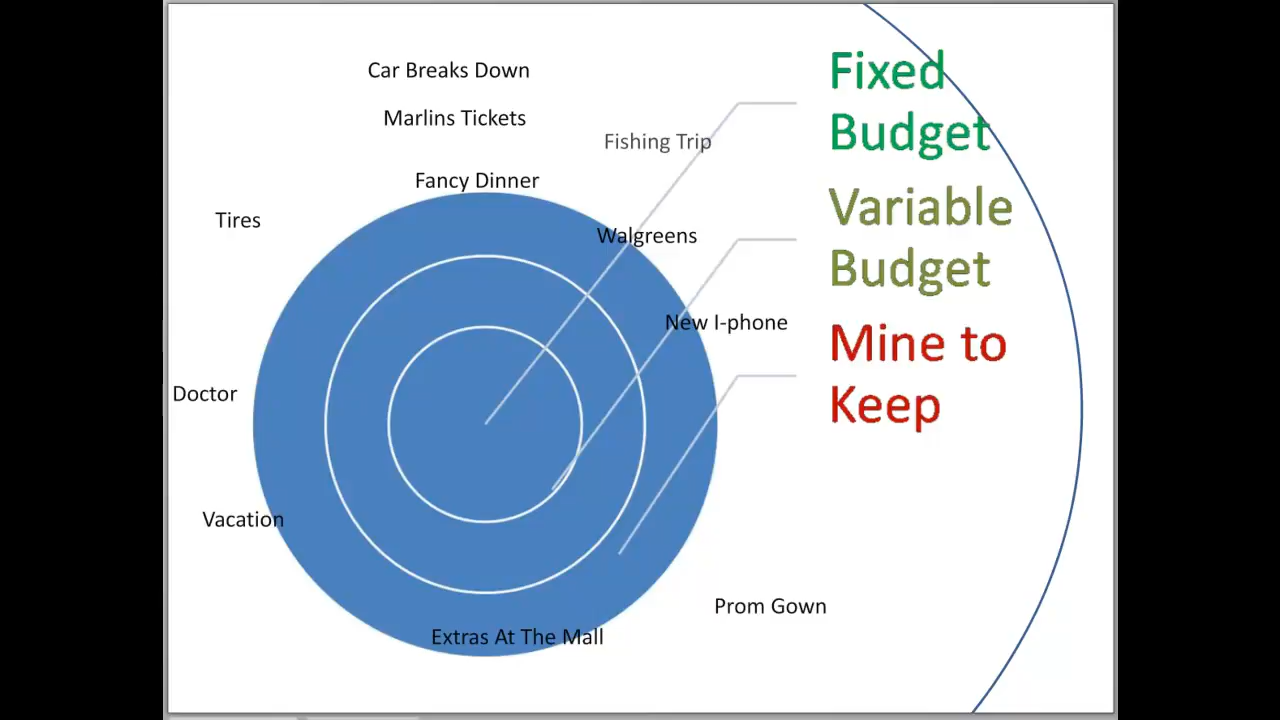 Car Breaks Down
Marlins Tickets
Fishing Trip
Fancy Dinner
Tires
Walgreens
New I-phone
Doctor
Vacation
Prom Gown
Extras At The Mall
Fixed
Budget
Variable
Budget
Mine to
Keep